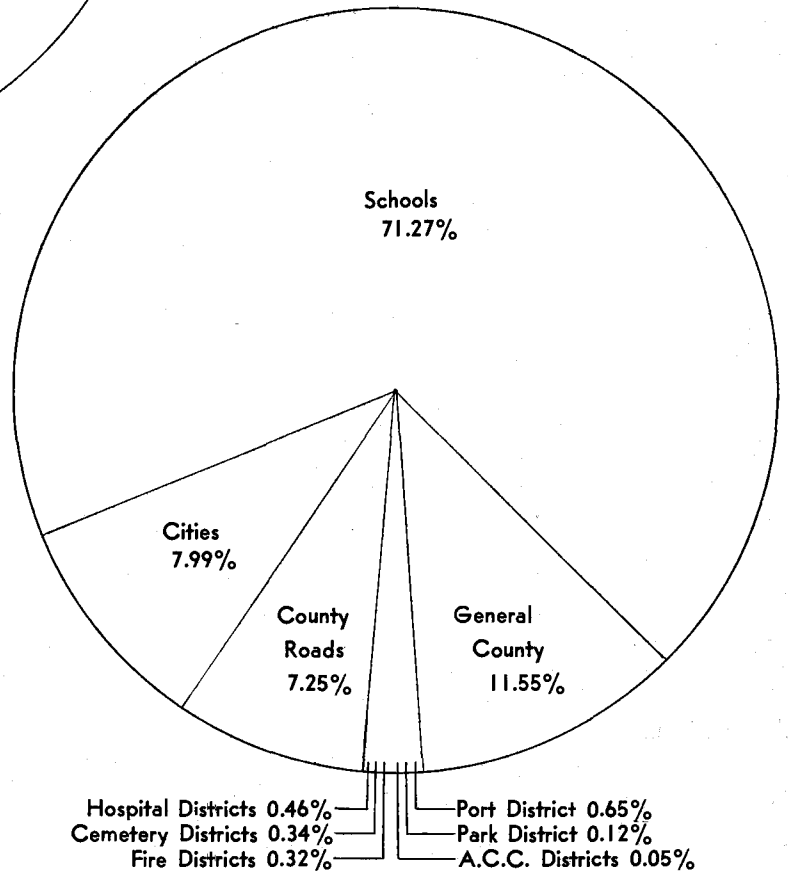 Schools
71.27%
Cities
7.99%
County
Roads
7.25%
General
County
11.55%
Hospital Districts 0.46%
Cemetery Districts 0.34%
Fire Districts 0.32%
Port District 0.65%
Park District 0.12%
A.C.C. Districts 0.05%